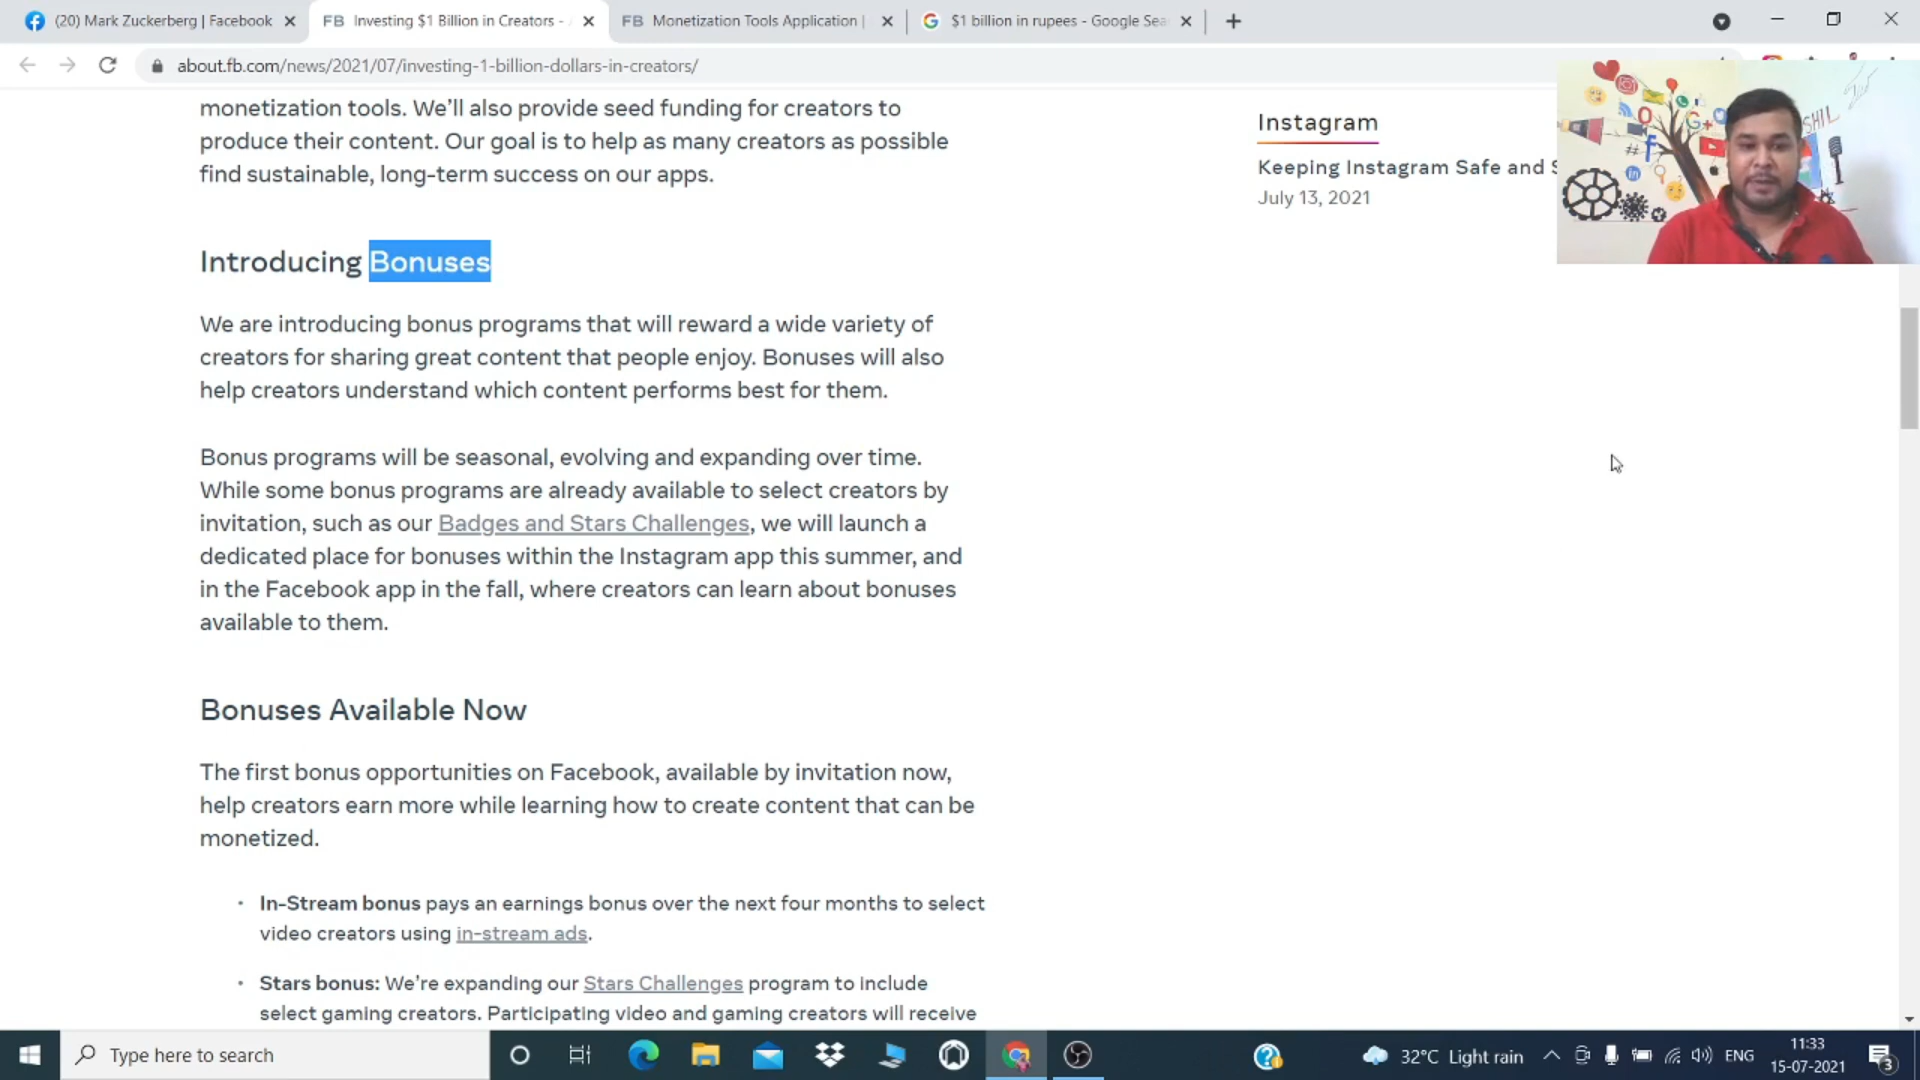 (20) Mark Zuckerberg | Facebook
FB Investing $1 Billion in Creators -
FB Monetization Tools Application |
$1 billion in rupees - Google Sea
about.fb.com/news/2021/07/investing-1-billion-dollars-in-creators/
monetization tools. We’ll also provide seed funding for creators to
produce their content. Our goal is to help as many creators as possible
find sustainable, long-term success on our apps.
Instagram
Keeping Instagram Safe and S
July 13, 2021
SHIL
Introducing Bonuses
We are introducing bonus programs that will reward a wide variety of
creators for sharing great content that people enjoy. Bonuses will also
help creators understand which content performs best for them.
Bonus programs will be seasonal, evolving and expanding over time.
While some bonus programs are already available to select creators by
invitation, such as our Badges and Stars Challenges, we will launch a
dedicated place for bonuses within the Instagram app this summer, and
in the Facebook app in the fall, where creators can learn about bonuses
available to them.
Bonuses Available Now
The first bonus opportunities on Facebook, available by invitation now,
help creators earn more while learning how to create content that can be
monetized.
• In-Stream bonus pays an earnings bonus over the next four months to select
video creators using in-stream ads.
• Stars bonus: We’re expanding our Stars Challenges program to include
select gaming creators. Participating video and gaming creators will receive
Type here to search
32°C Light rain
ENG
11:33
15-07-2021
3